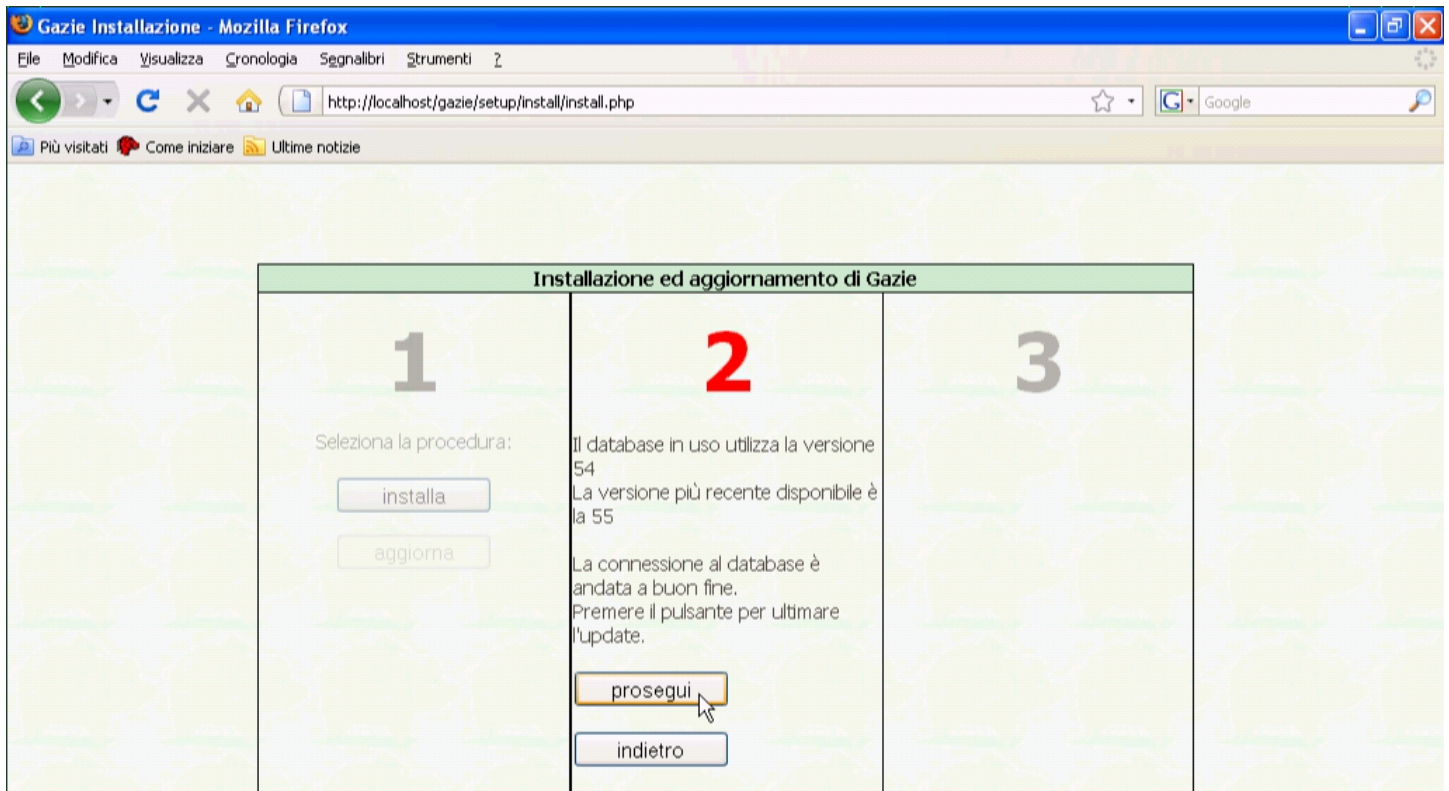 Gazie Installazione - Mozilla Firefox
File Modifica Visualizza Cronologia Segnalibri Strumenti ?
http://localhost/gazie/setup/install/install.php
G Google
Più visitati Come iniziare Ultime notizie
Installazione ed aggiornamento di Gazie
1
Seleziona la procedura:
installa
aggiorna
2
Il database in uso utilizza la versione
54
La versione più recente disponibile è
la 55
La connessione al database è
andata a buon fine.
Premere il pulsante per ultimare
l'update.
prosegui
indietro
3